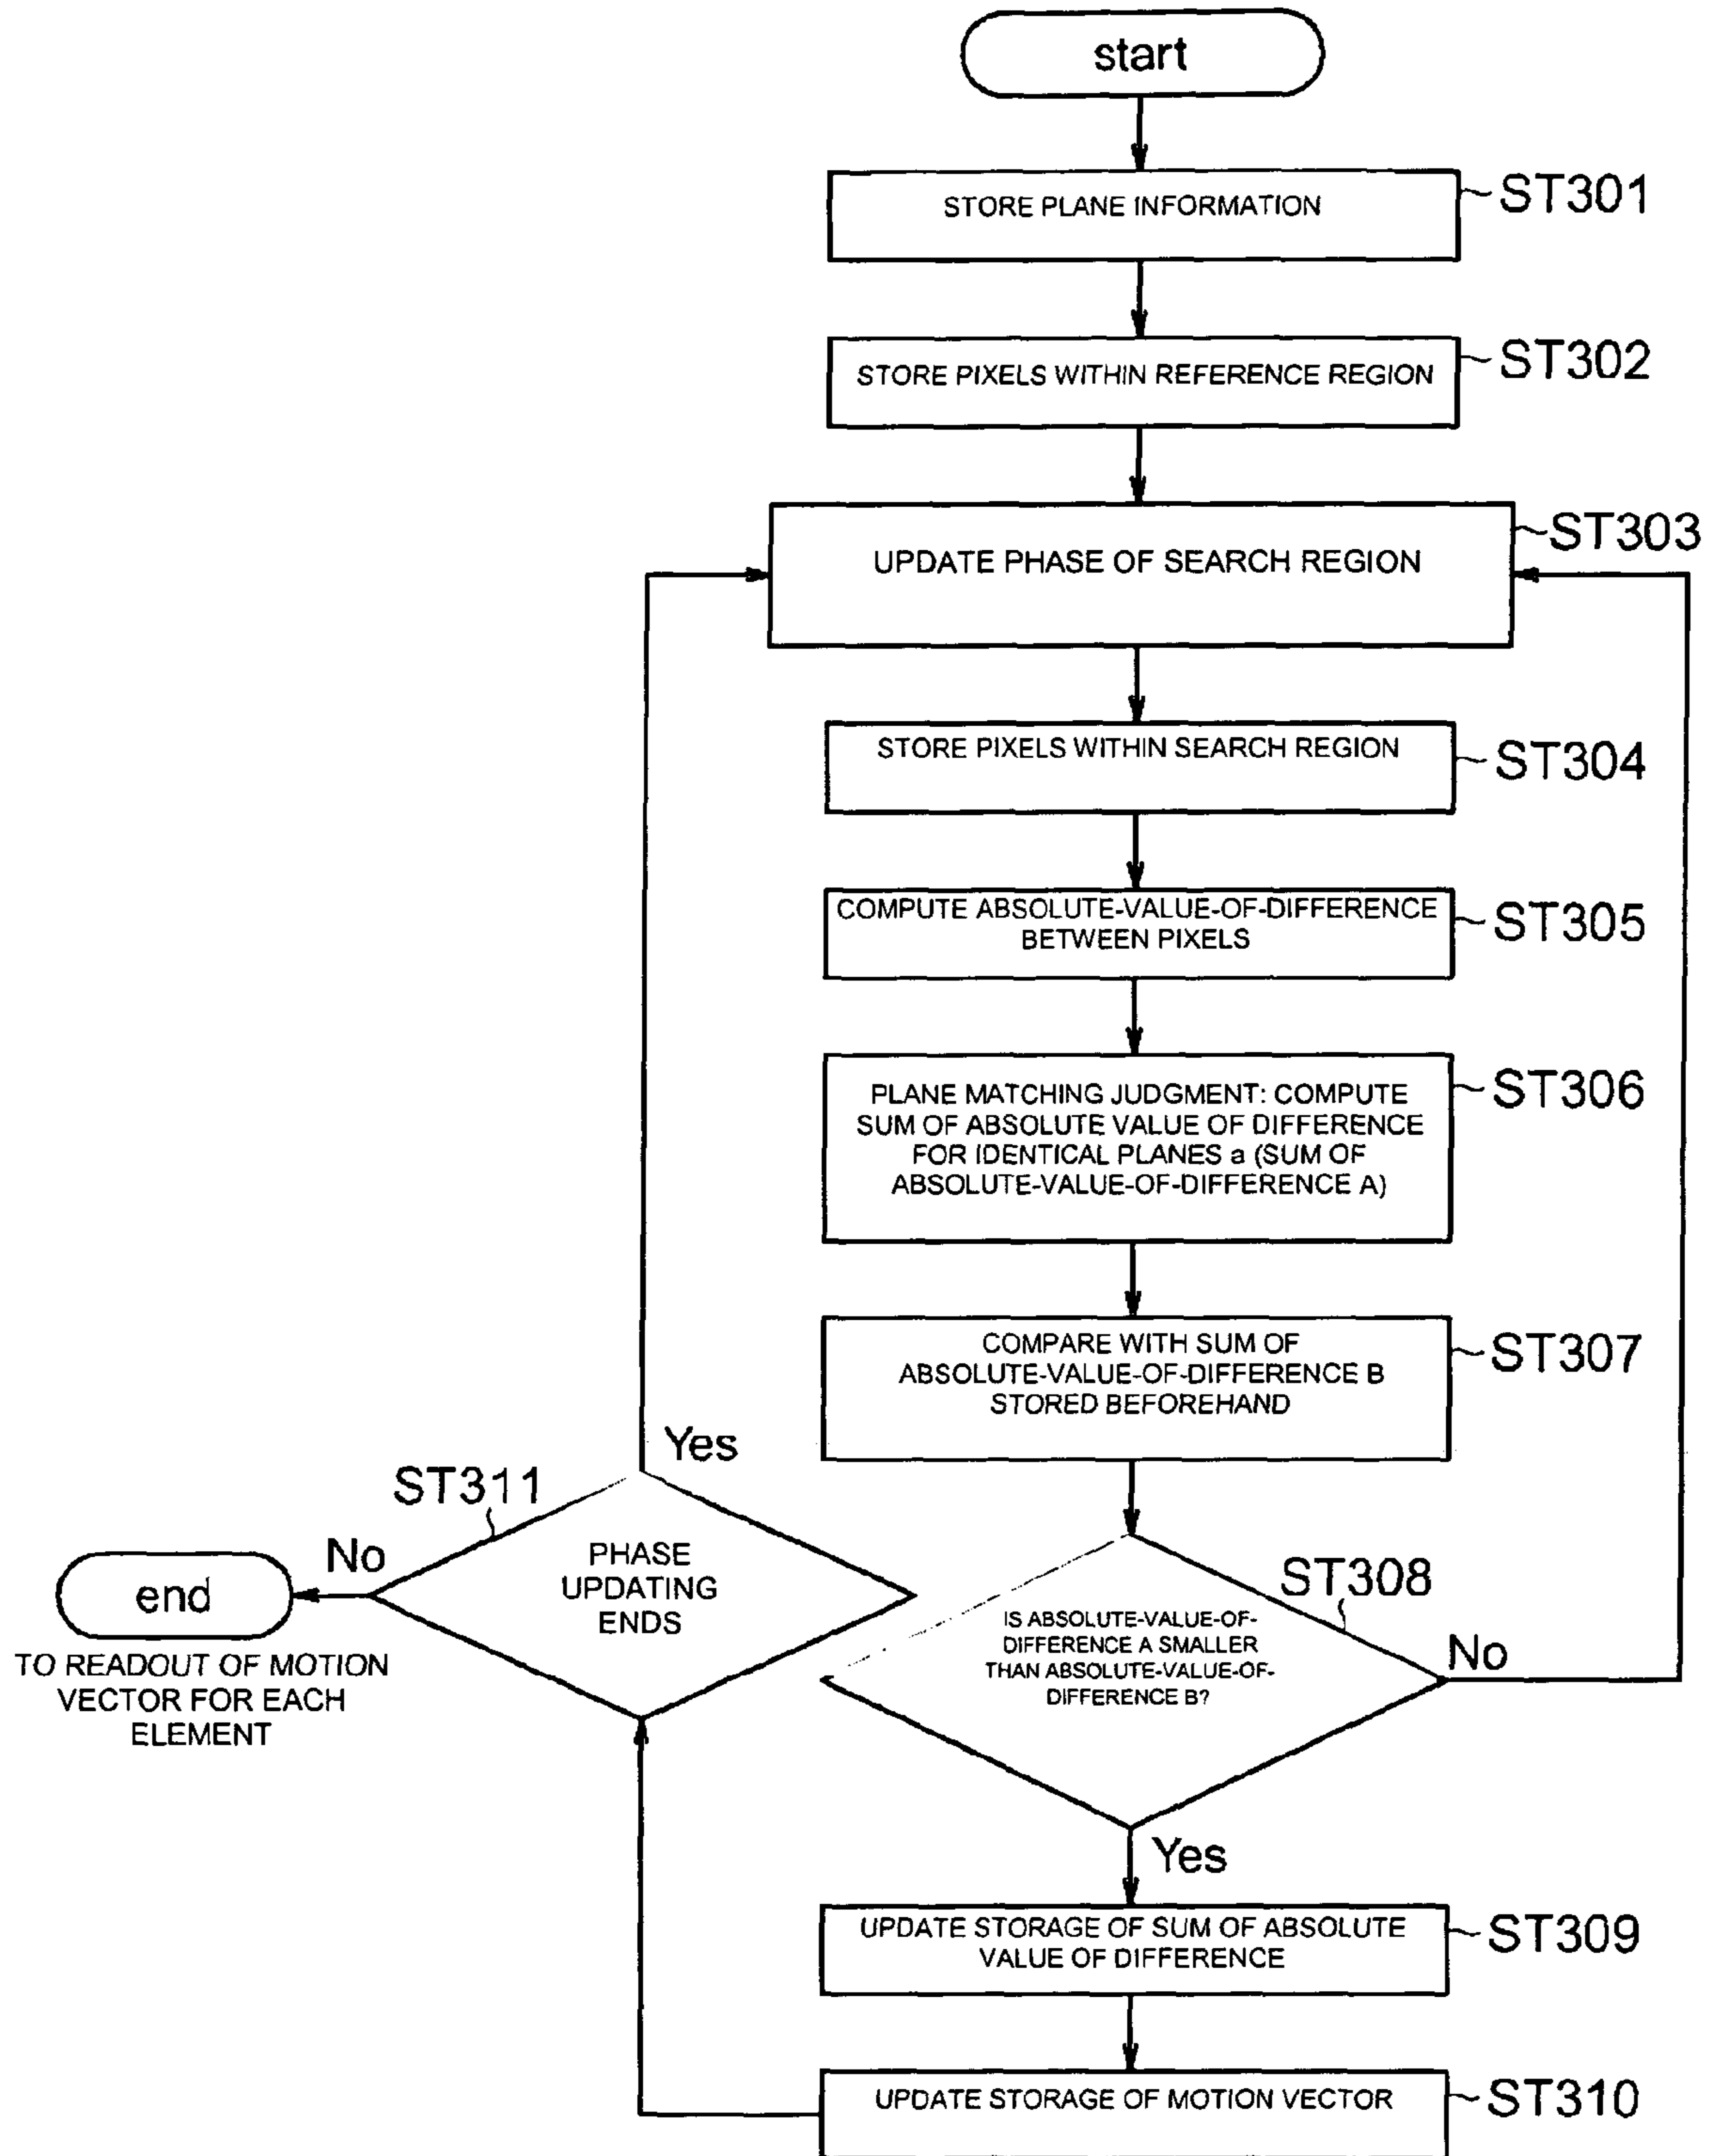 start
STORE PLANE INFORMATION
ST301
STORE PIXELS WITHIN REFERENCE REGION
ST302
UPDATE PHASE OF SEARCH REGION
ST303
STORE PIXELS WITHIN SEARCH REGION
ST304
COMPUTE ABSOLUTE-VALUE-OF-DIFFERENCE
BETWEEN PIXELS
ST305
PLANE MATCHING JUDGMENT: COMPUTE
SUM OF ABSOLUTE VALUE OF DIFFERENCE
FOR IDENTICAL PLANES a (SUM OF
ABSOLUTE-VALUE-OF-DIFFERENCE A)
ST306
COMPARE WITH SUM OF
ABSOLUTE-VALUE-OF-DIFFERENCE B
STORED BEFOREHAND
ST307
IS ABSOLUTE-VALUE-OF-
DIFFERENCE A SMALLER
THAN ABSOLUTE-VALUE-OF-
DIFFERENCE B?
ST308
No
Yes
UPDATE STORAGE OF SUM OF ABSOLUTE
VALUE OF DIFFERENCE
ST309
UPDATE STORAGE OF MOTION VECTOR
ST310
ST311
PHASE
UPDATING
ENDS
Yes
No
end
TO READOUT OF MOTION
VECTOR FOR EACH
ELEMENT